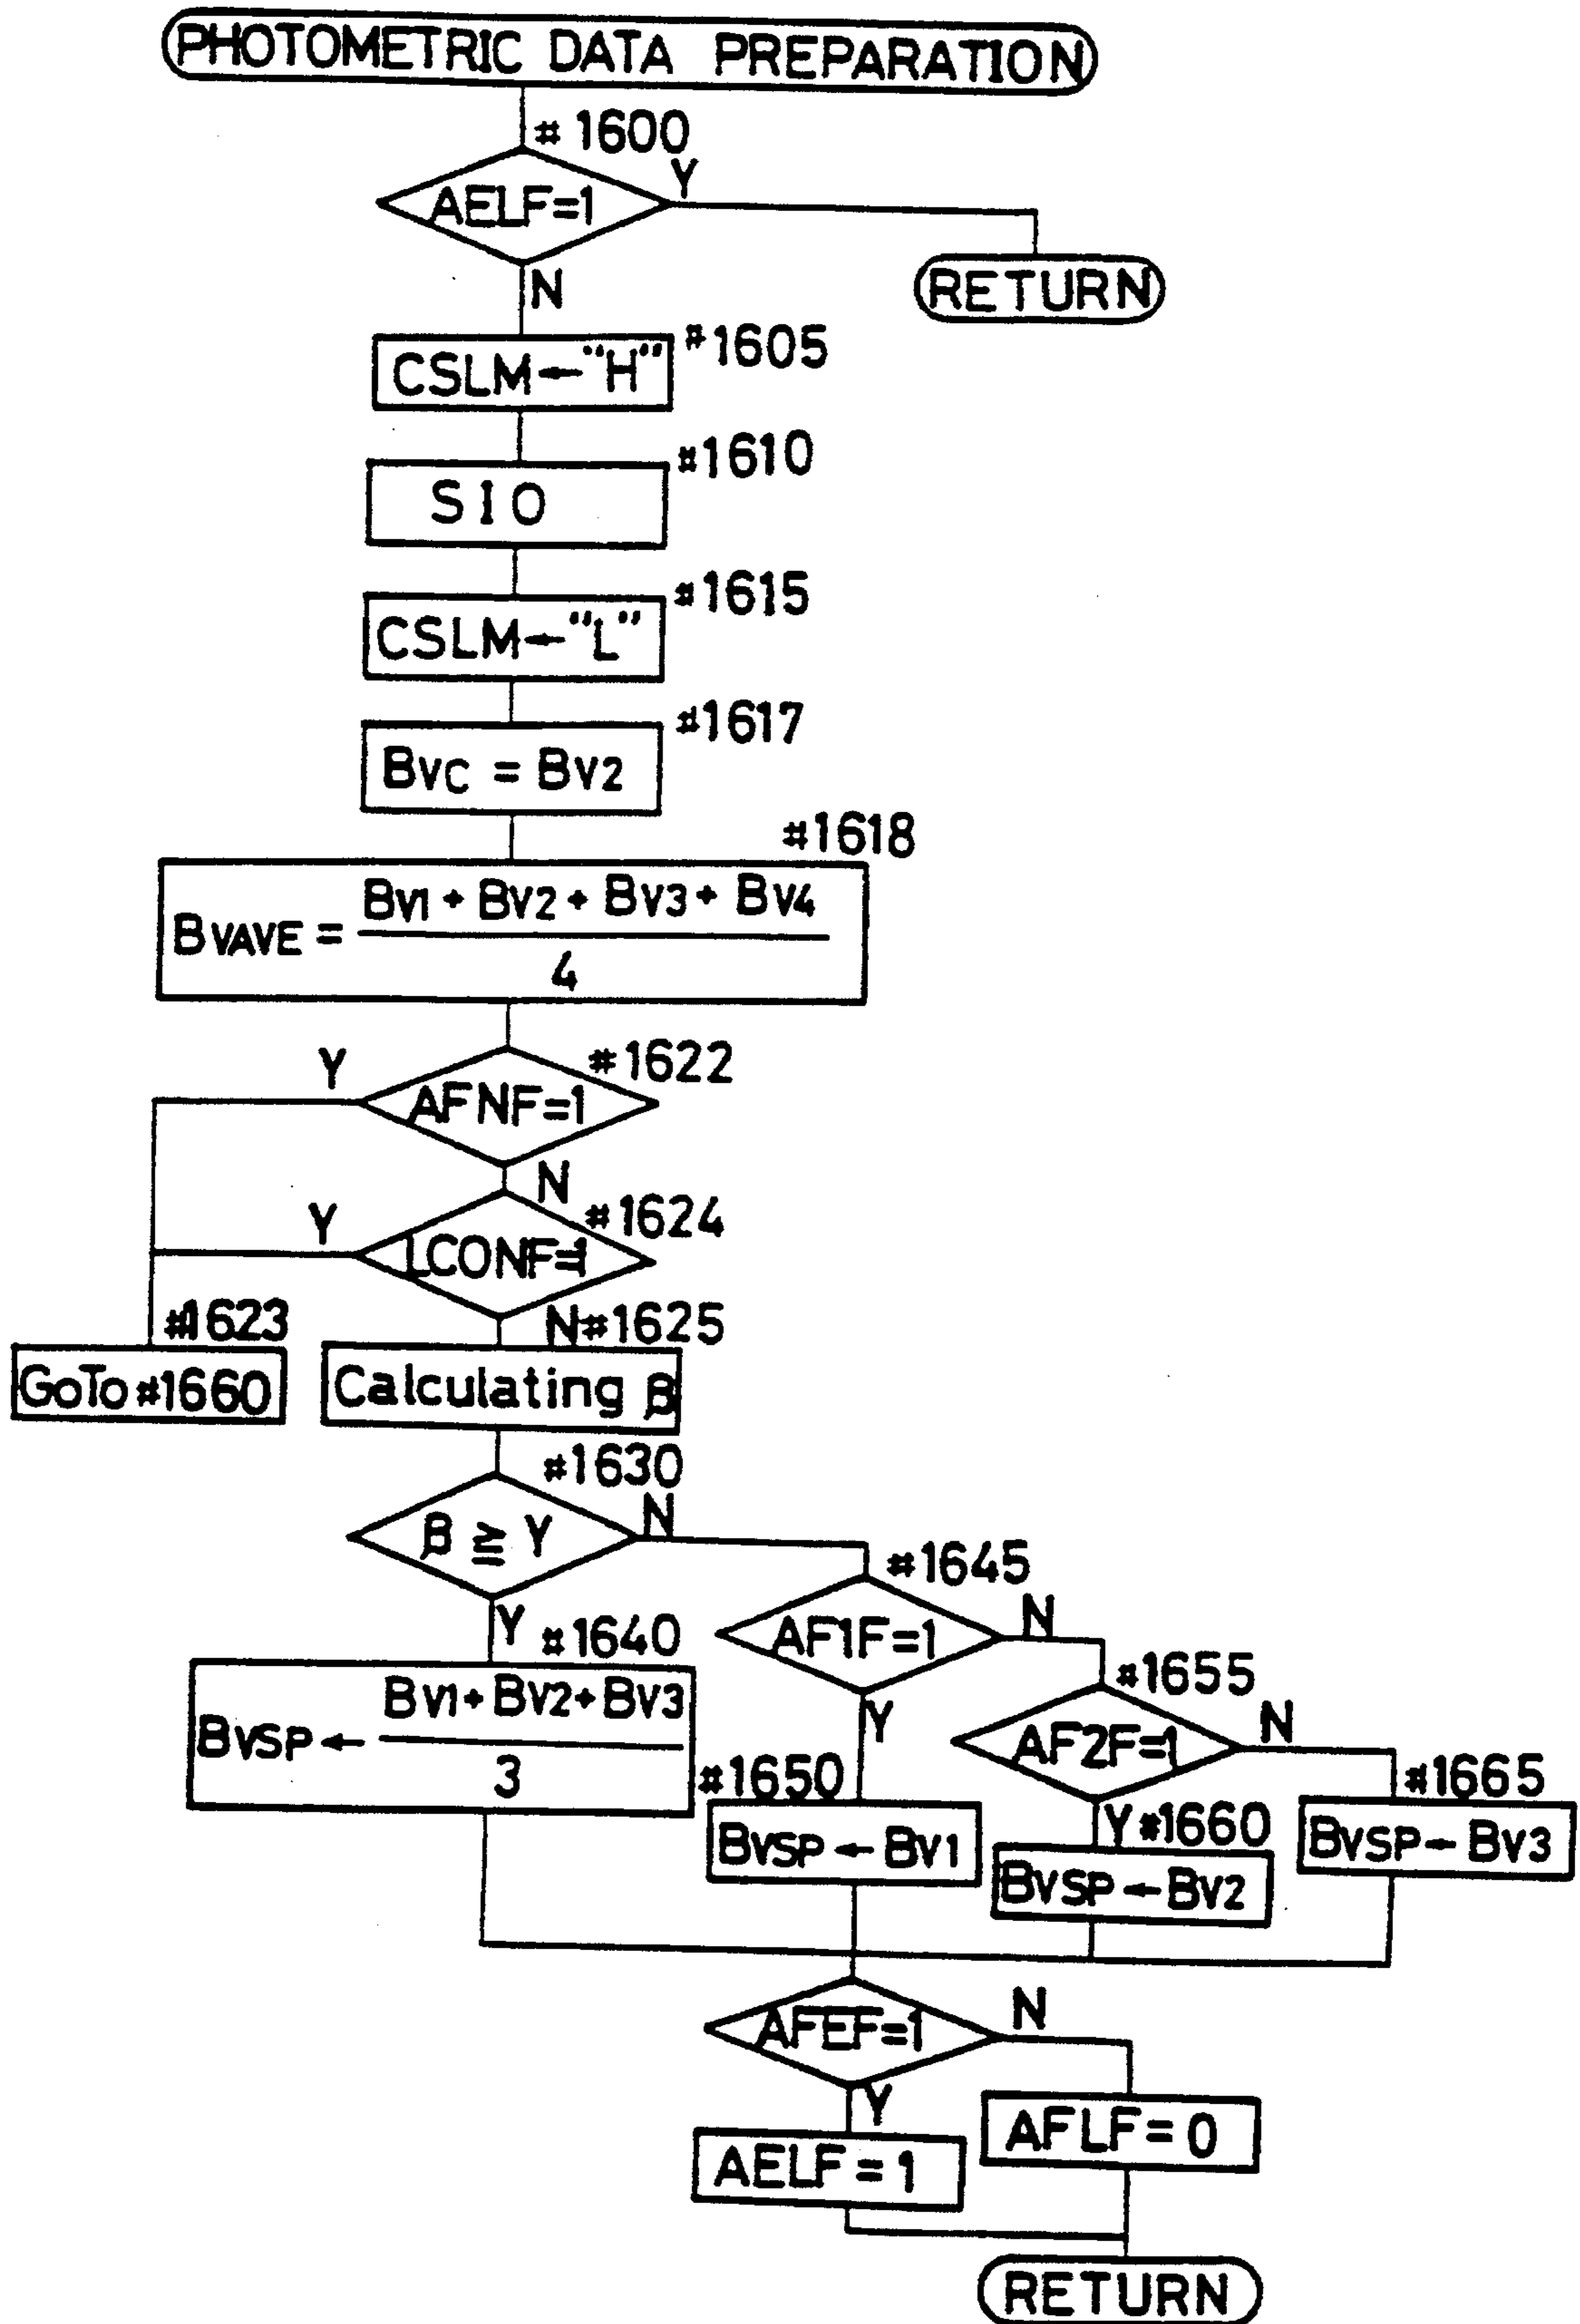 PHOTOMETRIC DATA PREPARATION
#1600
AELF=1
Y
RETURN
N
#1605
CSLM←"H"
#1610
SIO
#1615
CSLM←"L"
#1617
BVC = BV2
#1618
BVAVE = BV1 + BV2 + BV3 + BV4
4
Y
#1622
AFNF=1
N
Y
#1624
LCONF=1
#1623
N #1625
GoTo #1660
Calculating β
#1630
β ≧ γ
N
#1645
Y
#1640
AF1F=1
N
#1655
BVSP ← BV1 + BV2 + BV3
3
Y
AF2F=1
N
#1650
#1665
BVSP ← BV1
Y #1660
BVSP ← BV3
BVSP ← BV2
AFEF=1
N
Y
AFLF = 0
AELF = 1
RETURN